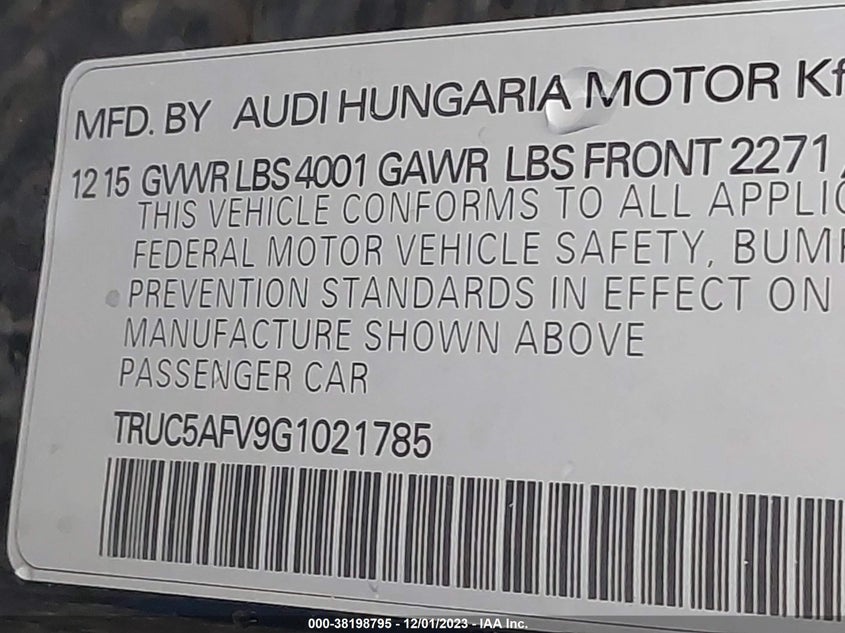 MFD. BY AUDI HUNGARIA MOTOR Kf
12 15 GVWR LBS 4001 GAWR LBS FRONT 2271
THIS VEHICLE CONFORMS TO ALL APPLIC
FEDERAL MOTOR VEHICLE SAFETY, BUMP
PREVENTION STANDARDS IN EFFECT ON
MANUFACTURE SHOWN ABOVE
PASSENGER CAR
TRUC5AFV9G1021785
000-38198795 - 12/01/2023 - IAA Inc.